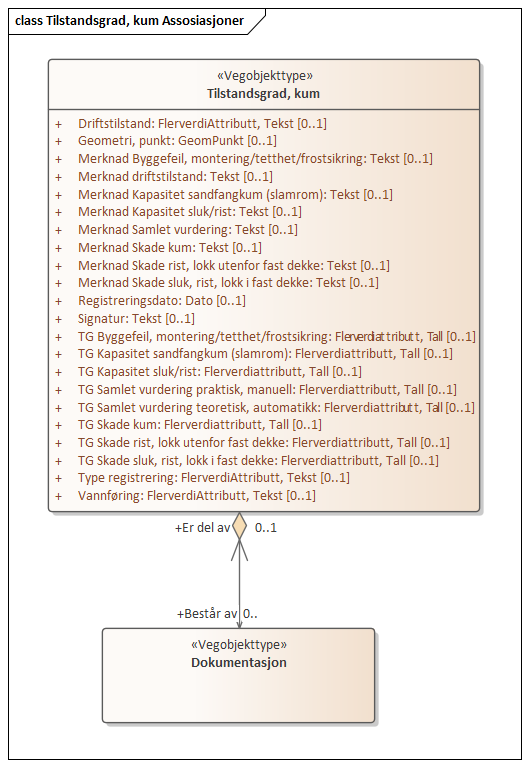 class Tilstandsgrad, kum Assosiasjoner
«Vegobjekttype»
Tilstandsgrad, kum
+ Driftstilstand: FlerverdiAttributt, Tekst [0..1]
+ Geometri, punkt: GeomPunkt [0..1]
+ Merknad Byggefeil, montering/tetthet/frostsikring: Tekst [0..1]
+ Merknad driftstilstand: Tekst [0..1]
+ Merknad Kapasitet sandfangkum (slamrom): Tekst [0..1]
+ Merknad Kapasitet sluk/rist: Tekst [0..1]
+ Merknad Samlet vurdering: Tekst [0..1]
+ Merknad Skade kum: Tekst [0..1]
+ Merknad Skade rist, lokk utenfor fast dekke: Tekst [0..1]
+ Merknad Skade sluk, rist, lokk i fast dekke: Tekst [0..1]
+ Registreringsdato: Dato [0..1]
+ Signatur: Tekst [0..1]
+ TG Byggefeil, montering/tetthet/frostsikring: Flerverdiattributt, Tall [0..1]
+ TG Kapasitet sandfangkum (slamrom): Flerverdiattributt, Tall [0..1]
+ TG Kapasitet sluk/rist: Flerverdiattributt, Tall [0..1]
+ TG Samlet vurdering praktisk, manuell: Flerverdiattributt, Tall [0..1]
+ TG Samlet vurdering teoretisk, automatikk: Flerverdiattributt, Tall [0..1]
+ TG Skade kum: Flerverdiattributt, Tall [0..1]
+ TG Skade rist, lokk utenfor fast dekke: Flerverdiattributt, Tall [0..1]
+ TG Skade sluk, rist, lokk i fast dekke: Flerverdiattributt, Tall [0..1]
+ Type registrering: FlerverdiAttributt, Tekst [0..1]
+ Vannføring: FlerverdiAttributt, Tekst [0..1]
+Er del av 0..1
+Består av 0..
«Vegobjekttype»
Dokumentasjon